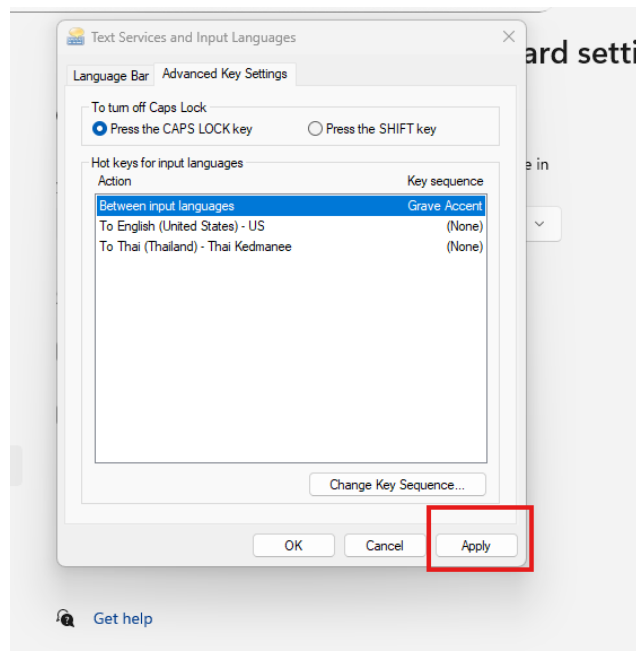 Text Services and Input Languages
ard setti
Language Bar
Advanced Key Settings
To turn off Caps Lock
Press the CAPS LOCK key
Press the SHIFT key
Hot keys for input languages
e in
Action
Key sequence
Between input languages
Grave Accent
To English (United States) - US
(None)
To Thai (Thailand) - Thai Kedmanee
(None)
Change Key Sequence...
OK
Cancel
Apply
Get help